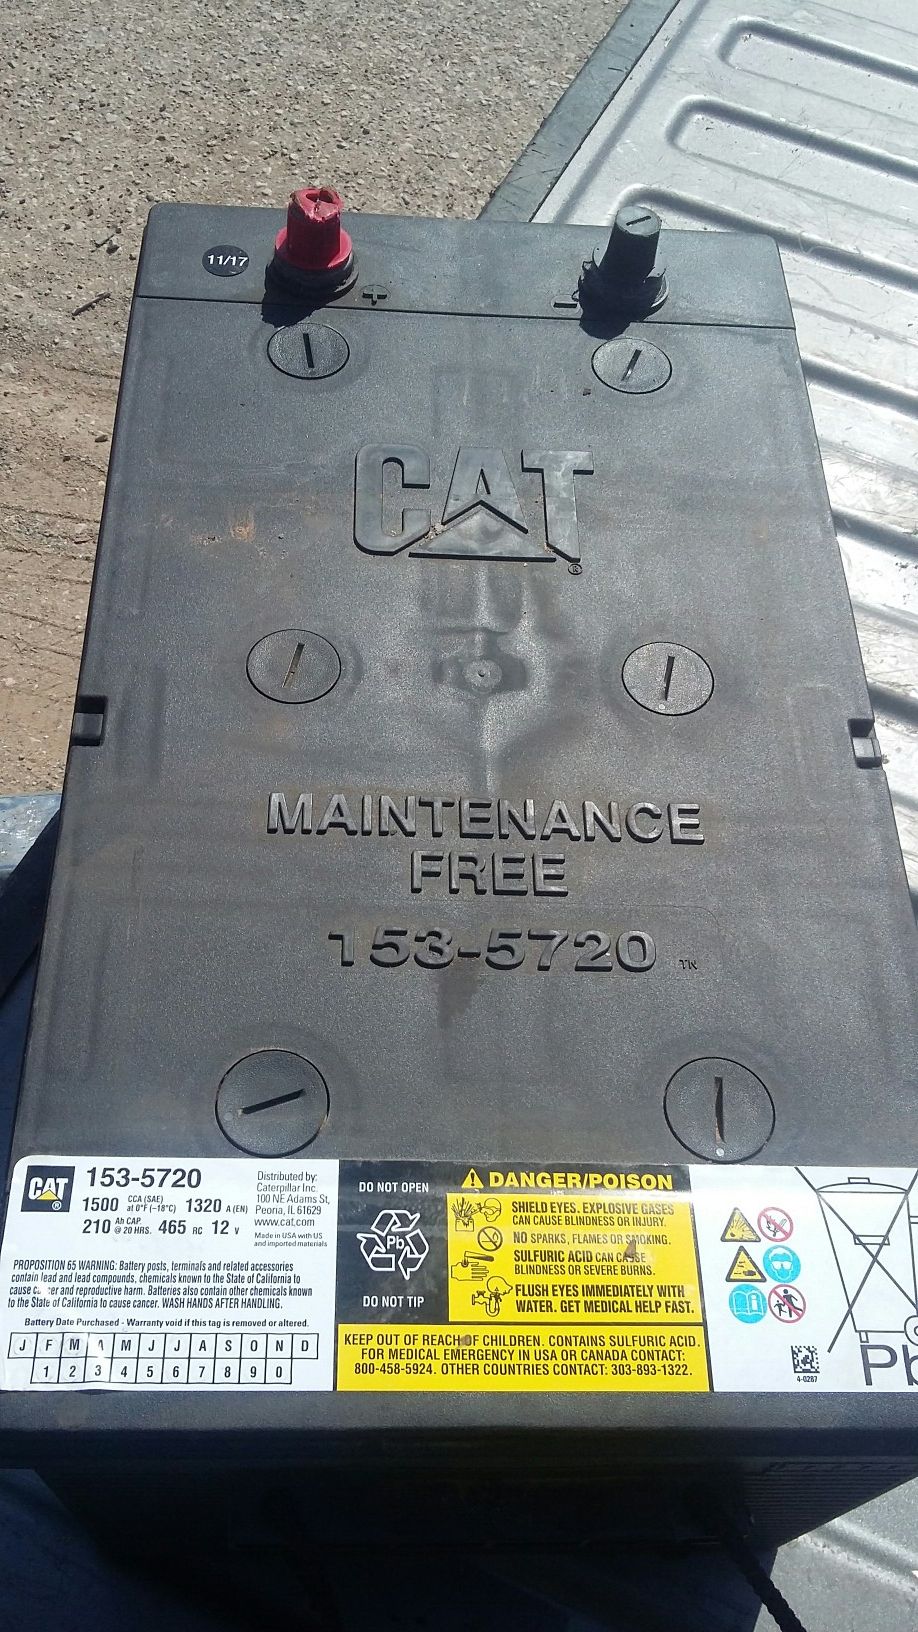 11/17
+ −
CAT®
MAINTENANCE
FREE
153-5720
CAT®
153-5720
1500 CCA (SAE) at 0°F (-18°C) 1320 A (EN)
210 Ah CAP. @ 20 HRS. 465 RC 12 V
Distributed by:
Caterpillar Inc.
100 NE Adams St,
Peoria, IL 61629
www.cat.com
Made in USA with US
and imported materials
PROPOSITION 65 WARNING: Battery posts, terminals and related accessories
contain lead and lead compounds, chemicals known to the State of California to
cause cancer and reproductive harm. Batteries also contain other chemicals known
to the State of California to cause cancer. WASH HANDS AFTER HANDLING.
Battery Date Purchased - Warranty void if this tag is removed or altered.
J F M A M J J A S O N D
1 2 3 4 5 6 7 8 9 0
DO NOT OPEN
Pb
DO NOT TIP
DANGER/POISON
SHIELD EYES. EXPLOSIVE GASES
CAN CAUSE BLINDNESS OR INJURY.
NO SPARKS, FLAMES OR SMOKING.
SULFURIC ACID CAN CAUSE
BLINDNESS OR SEVERE BURNS.
FLUSH EYES IMMEDIATELY WITH
WATER. GET MEDICAL HELP FAST.
KEEP OUT OF REACH OF CHILDREN. CONTAINS SULFURIC ACID.
FOR MEDICAL EMERGENCY IN USA OR CANADA CONTACT:
800-458-5924. OTHER COUNTRIES CONTACT: 303-893-1322.
4-0287
Pb